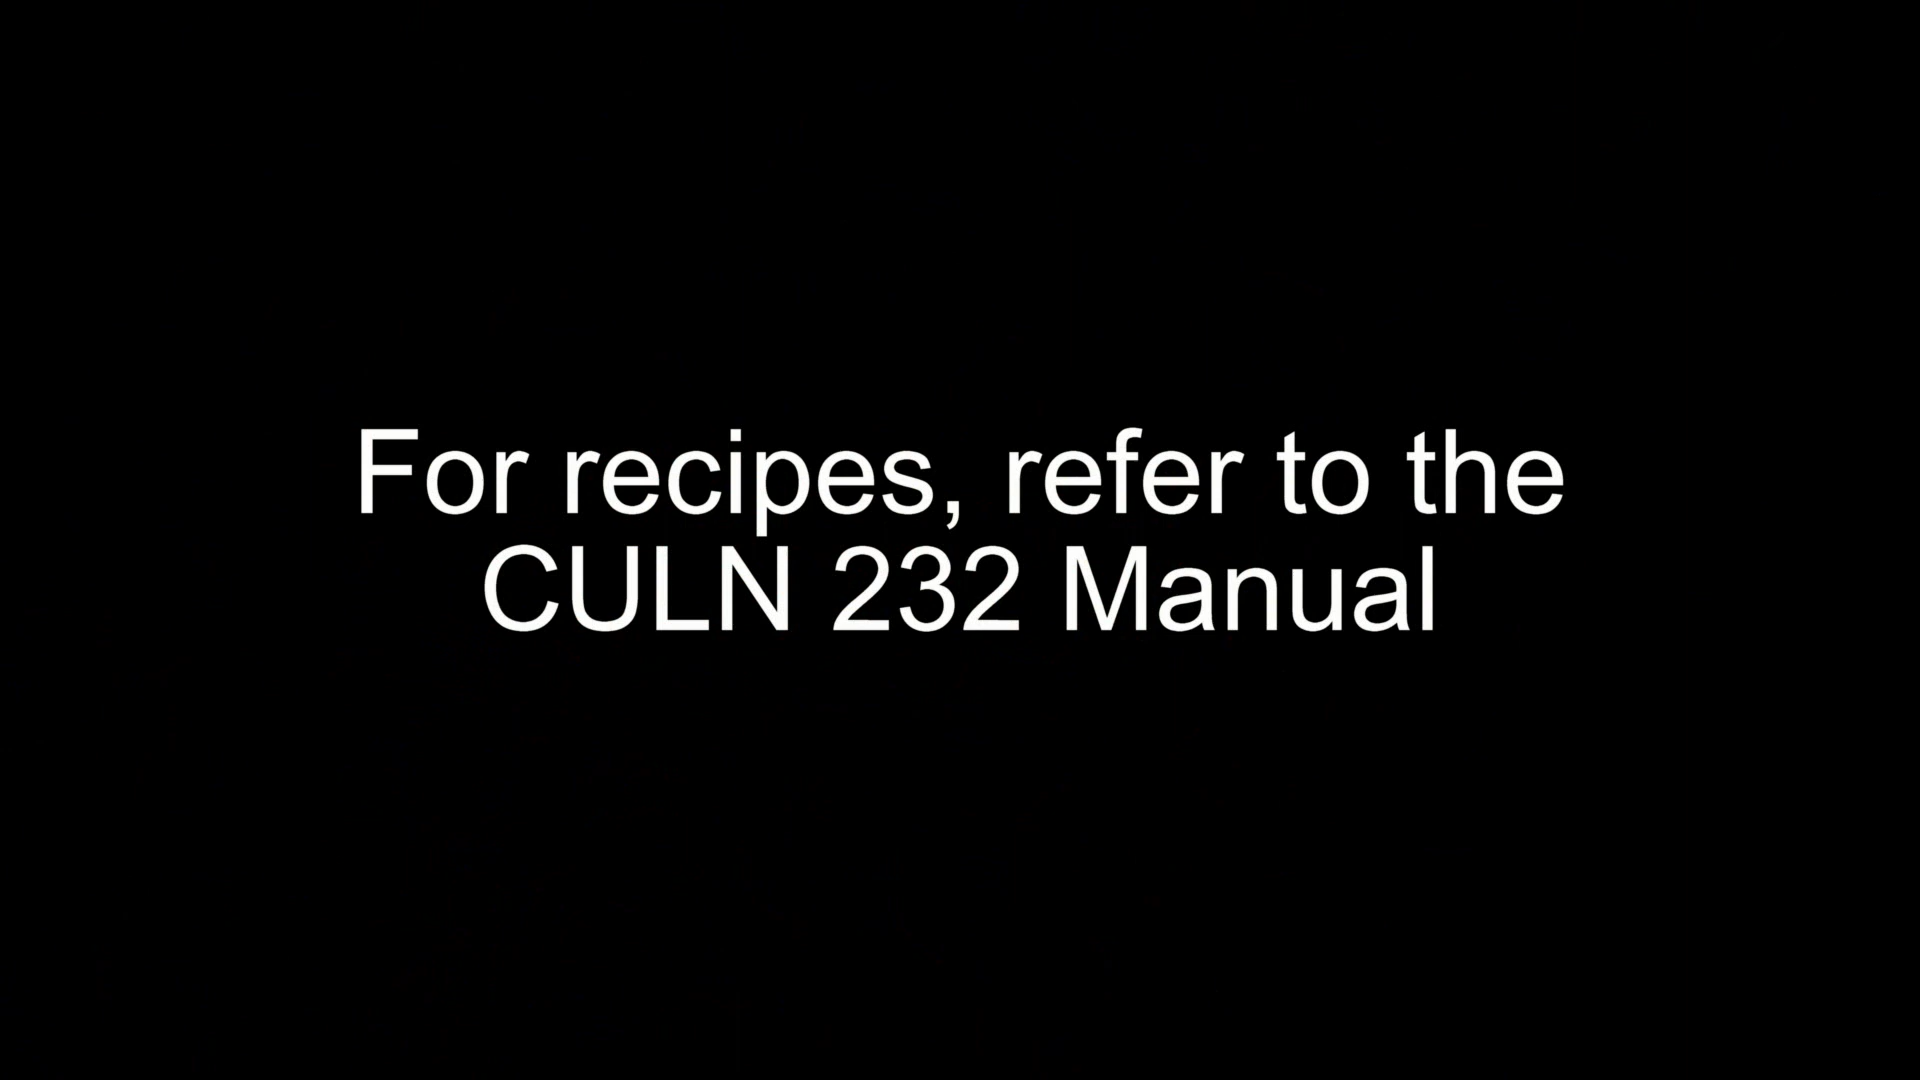 For recipes, refer to the
CULN 232 Manual